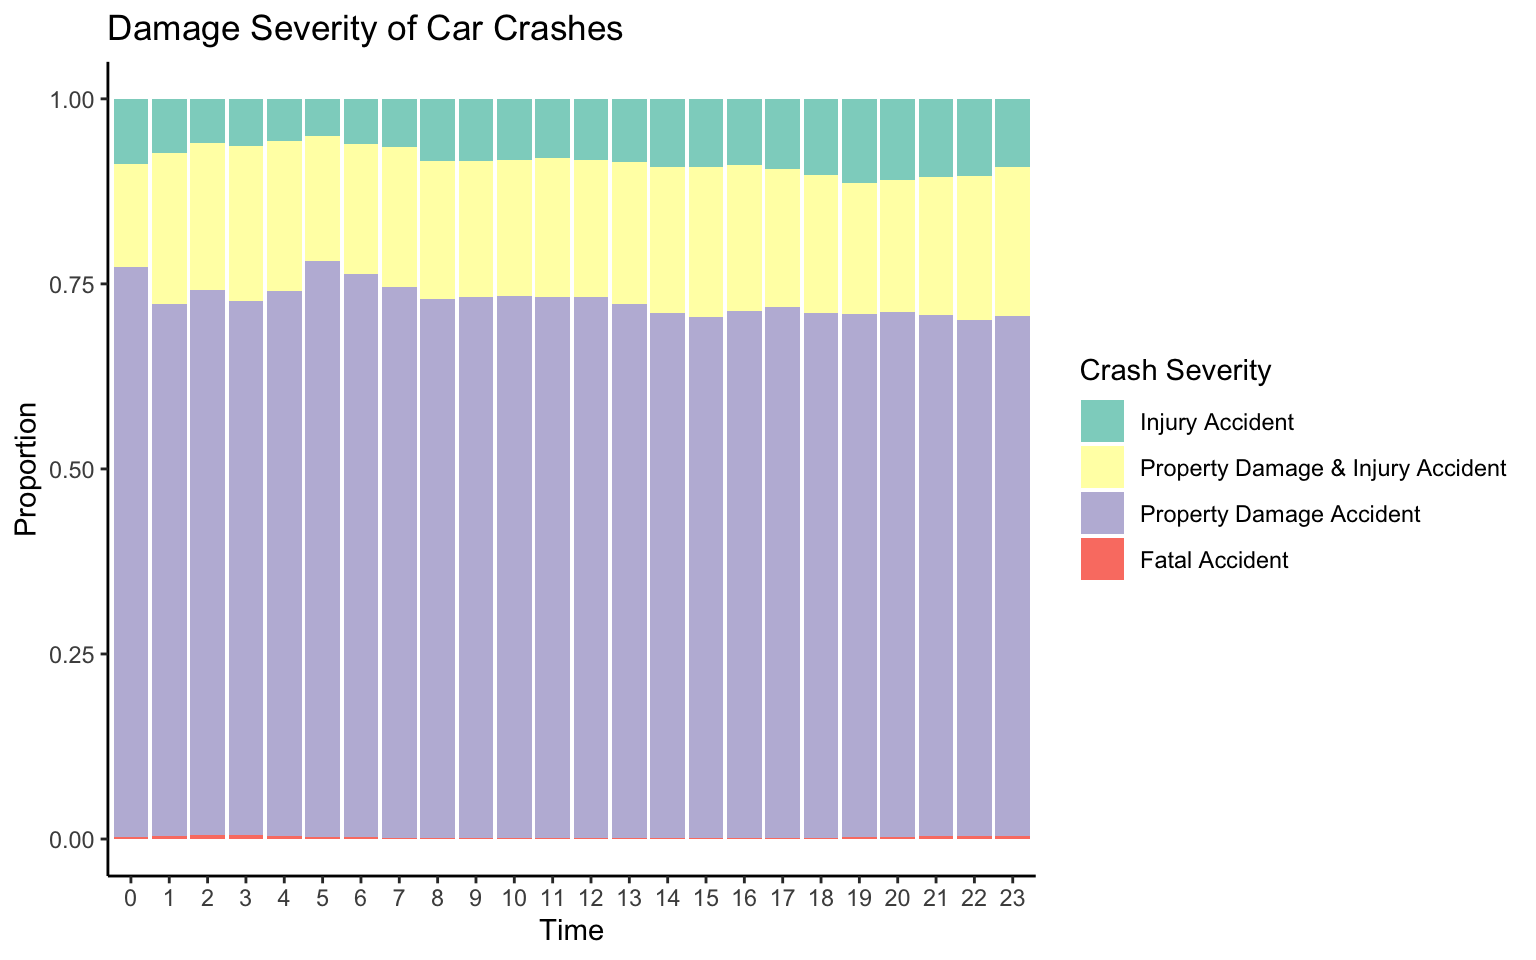 Damage Severity of Car Crashes
1.00
0.75
0.50
0.25
0.00
Proportion
0 1 2 3 4 5 6 7 8 9 10 11 12 13 14 15 16 17 18 19 20 21 22 23
Time
Crash Severity
Injury Accident
Property Damage & Injury Accident
Property Damage Accident
Fatal Accident